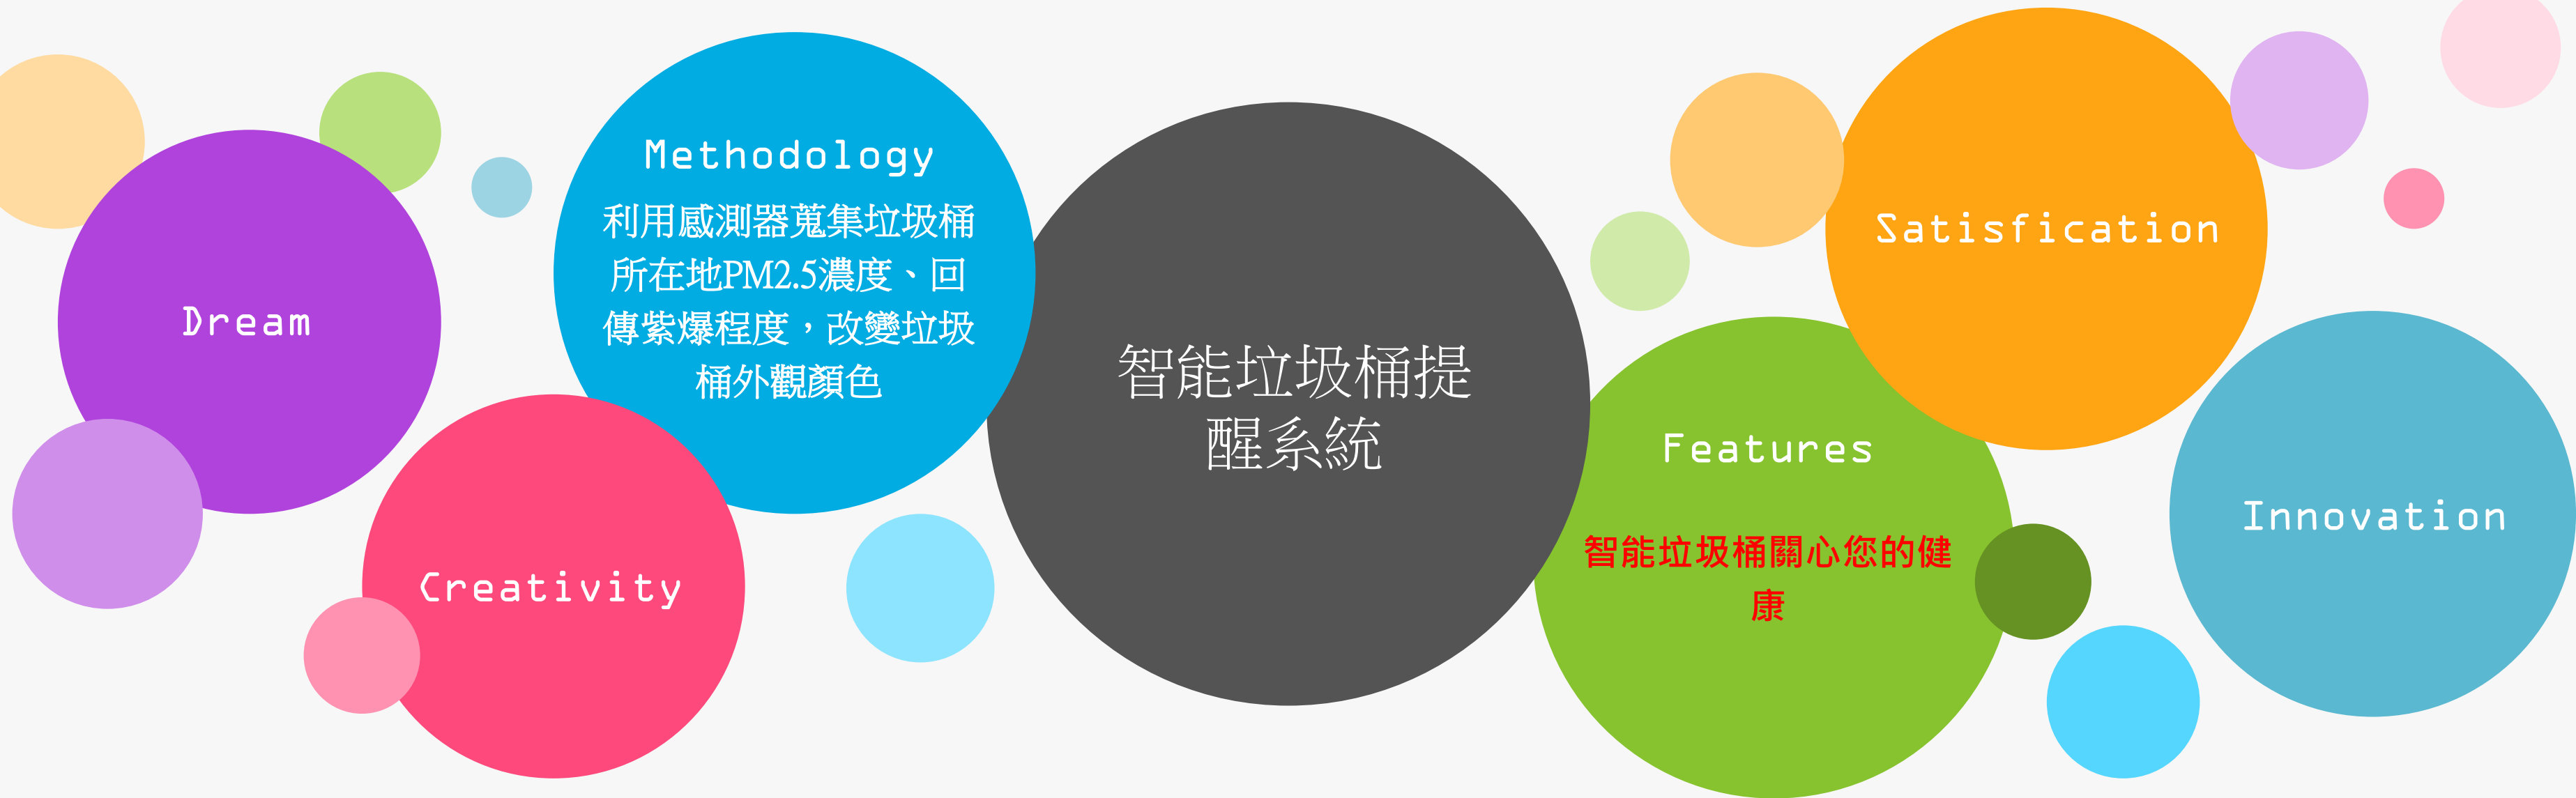 Dream
Creativity
Methodology
利用感測器蒐集垃圾桶
所在地PM2.5濃度、回
傳紫爆程度，改變垃圾
桶外觀顏色
智能垃圾桶提
醒系統
Features
智能垃圾桶關心您的健
康
Satisfication
Innovation